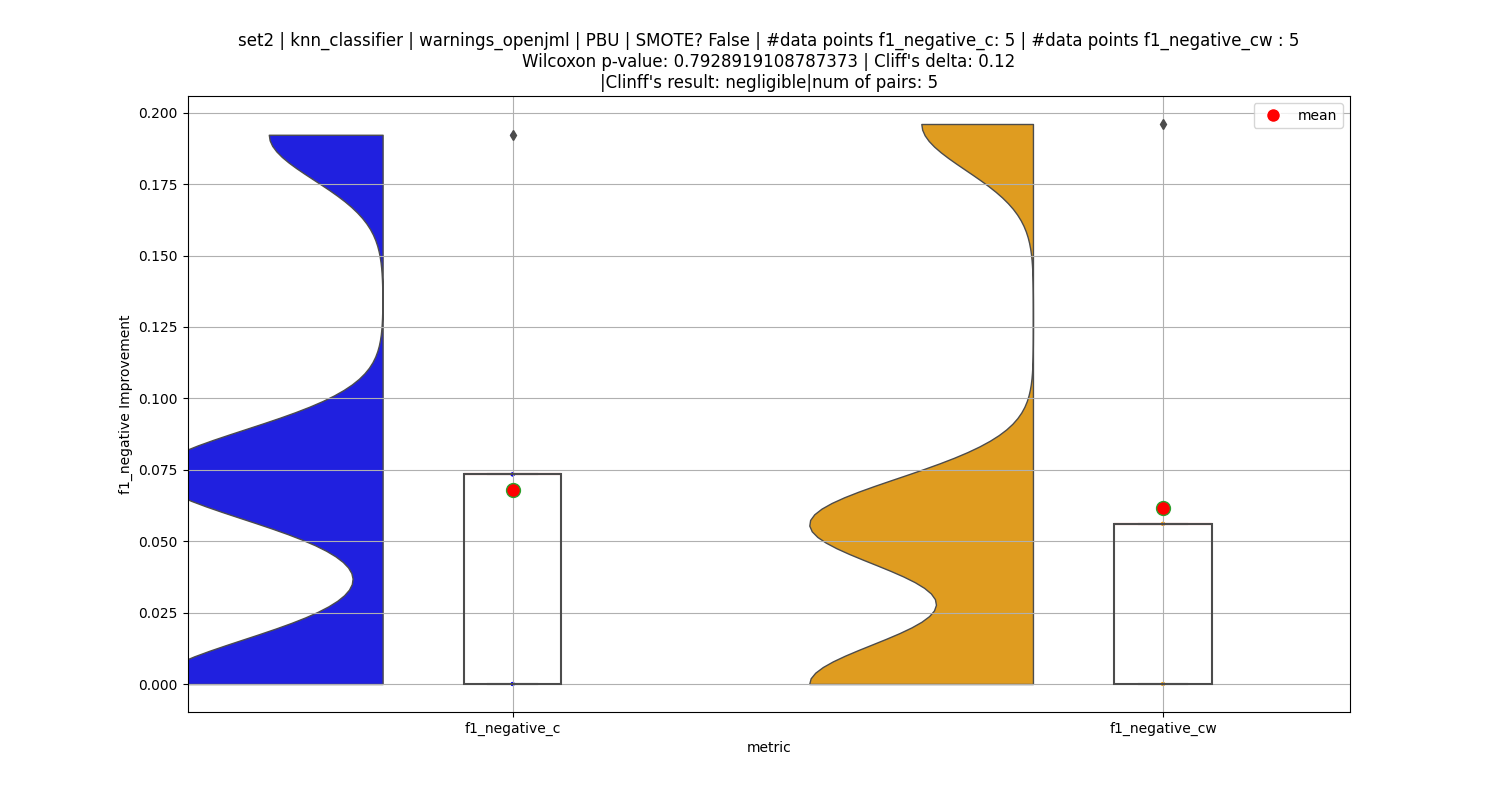 set2 | knn_classifier | warnings_openjml | PBU | SMOTE? False | #data points f1_negative_c: 5 | #data points f1_negative_cw : 5
Wilcoxon p-value: 0.7928919108787373 | Cliff's delta: 0.12
|Clinff's result: negligible|num of pairs: 5
mean
0.200
0.175
0.150
0.125
0.100
0.075
0.050
0.025
0.000
f1_negative Improvement
f1_negative_c
f1_negative_cw
metric